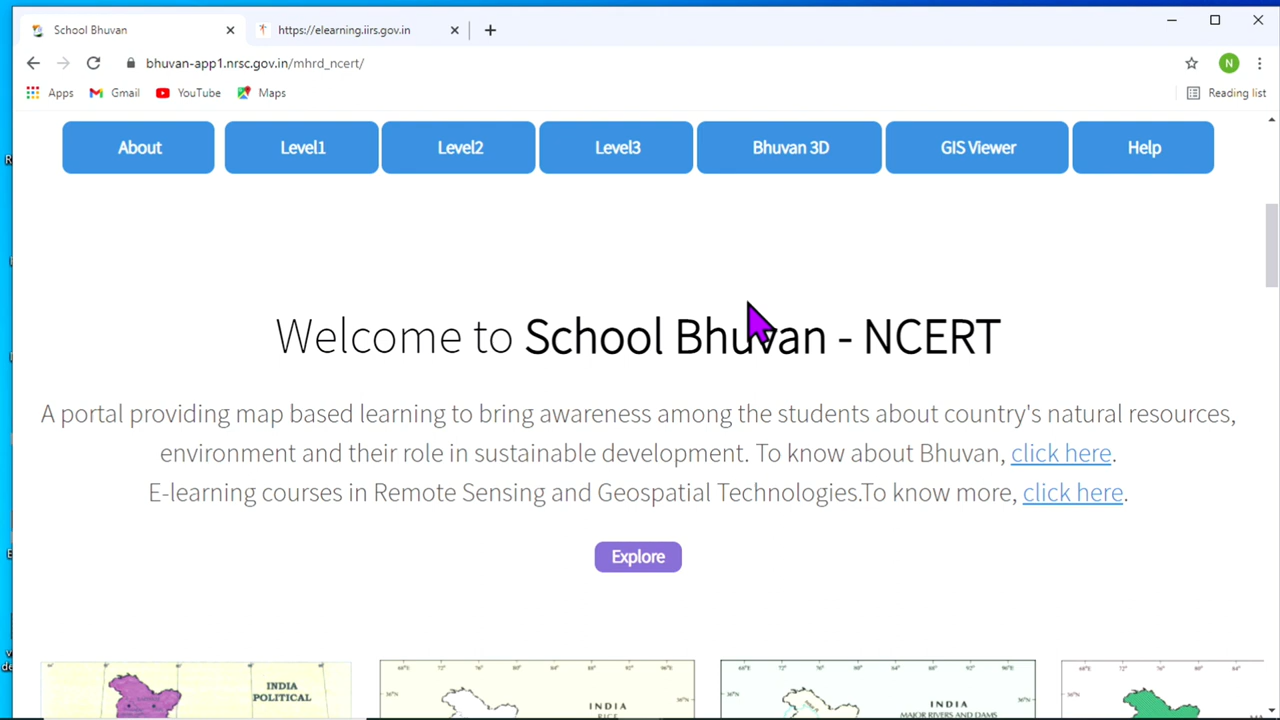 School Bhuvan
https://elearning.iirs.gov.in
bhuvan-app1.nrsc.gov.in/mhrd_ncert/
N
Apps Gmail YouTube Maps Reading list
About Level1 Level2 Level3 Bhuvan 3D GIS Viewer Help
Welcome to School Bhuvan - NCERT
A portal providing map based learning to bring awareness among the students about country's natural resources,
environment and their role in sustainable development. To know about Bhuvan, click here.
E-learning courses in Remote Sensing and Geospatial Technologies.To know more, click here.
Explore
INDIA
POLITICAL
INDIA
RICE
INDIA
MAJOR RIVERS AND DAMS